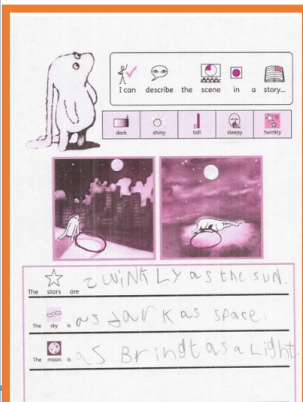 I can describe the scene in a story...
dark shiny tall sleepy twinkly
The stars are twinkly as the sun.
The sky is as dark as space.
The moon is as Brindt as a Light